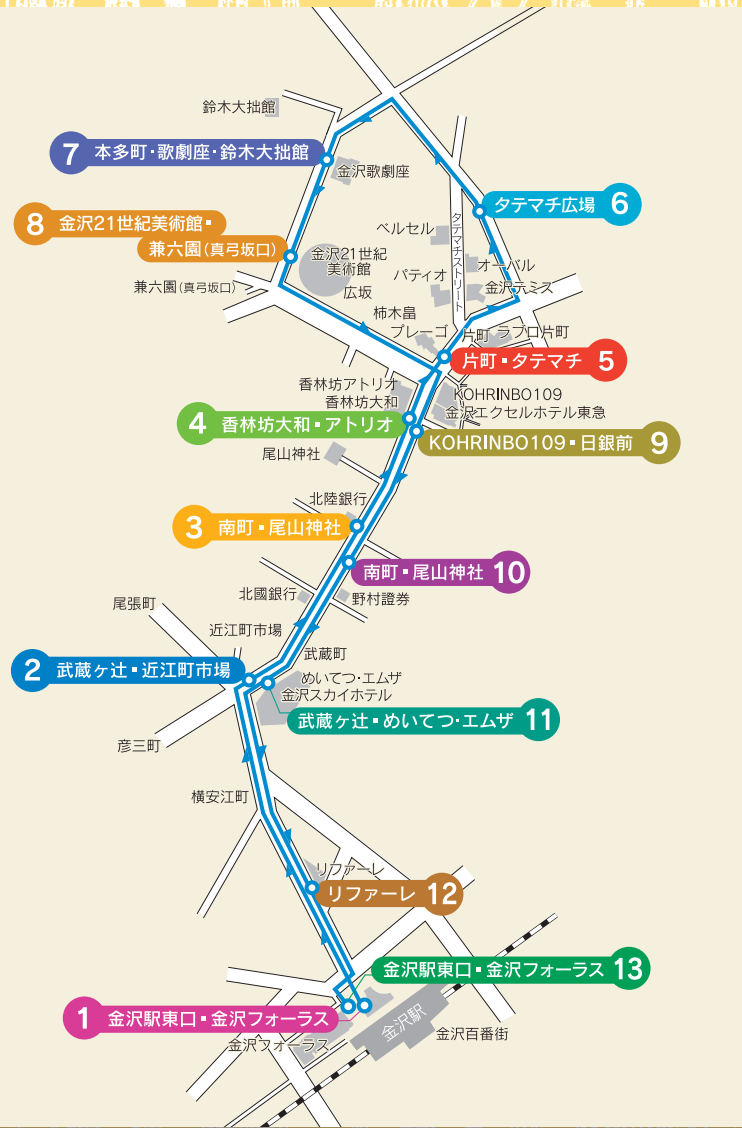 鈴木大拙館
7 本多町・歌劇座・鈴木大拙館
金沢歌劇座
タテマチ広場 6
8 金沢21世紀美術館・
兼六園(真弓坂口)
ベルセル
タテマチストリート
金沢21世紀
美術館
オーバル
パティオ
金沢テミス
兼六園(真弓坂口)
広坂
柿木畠
プレーゴ
片町
ラブロ片町
片町・タテマチ 5
香林坊アトリオ
香林坊大和
KOHRINBO109
金沢エクセルホテル東急
4 香林坊大和・アトリオ
KOHRINBO109・日銀前 9
尾山神社
北陸銀行
3 南町・尾山神社
南町・尾山神社 10
北國銀行
野村證券
尾張町
近江町市場
武蔵町
2 武蔵ヶ辻・近江町市場
めいてつ・エムザ
金沢スカイホテル
武蔵ヶ辻・めいてつ・エムザ 11
彦三町
横安江町
リファーレ
リファーレ 12
金沢駅東口・金沢フォーラス 13
1 金沢駅東口・金沢フォーラス
金沢駅
金沢百番街
金沢フォーラス